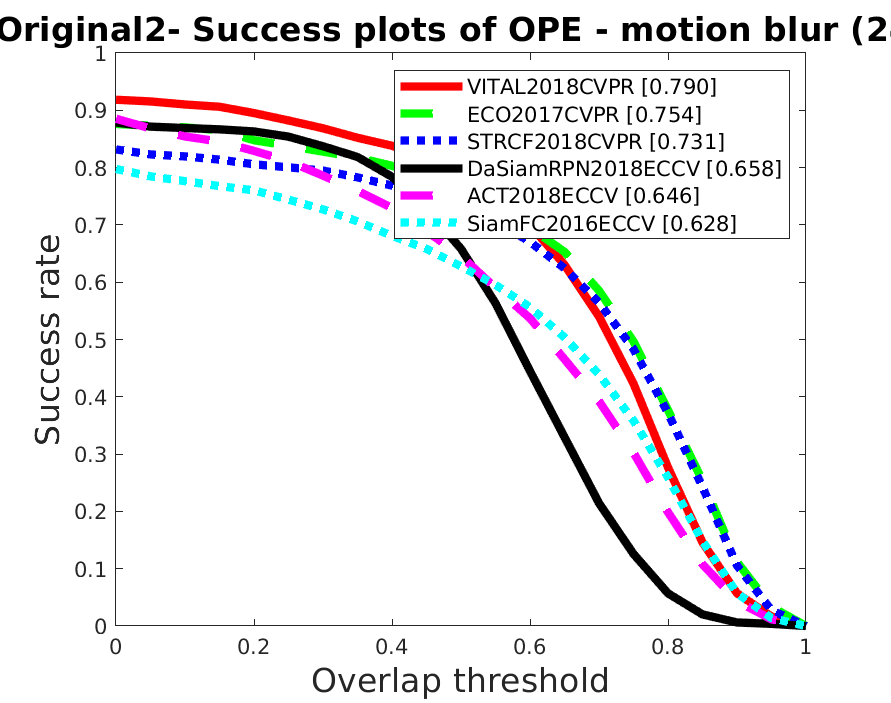 Original2- Success plots of OPE - motion blur (2
1
0.9
0.8
0.7
0.6
0.5
0.4
0.3
0.2
0.1
0
Success rate
VITAL2018CVPR [0.790]
ECO2017CVPR [0.754]
STRCF2018CVPR [0.731]
DaSiamRPN2018ECCV [0.658]
ACT2018ECCV [0.646]
SiamFC2016ECCV [0.628]
0 0.2 0.4 0.6 0.8 1
Overlap threshold